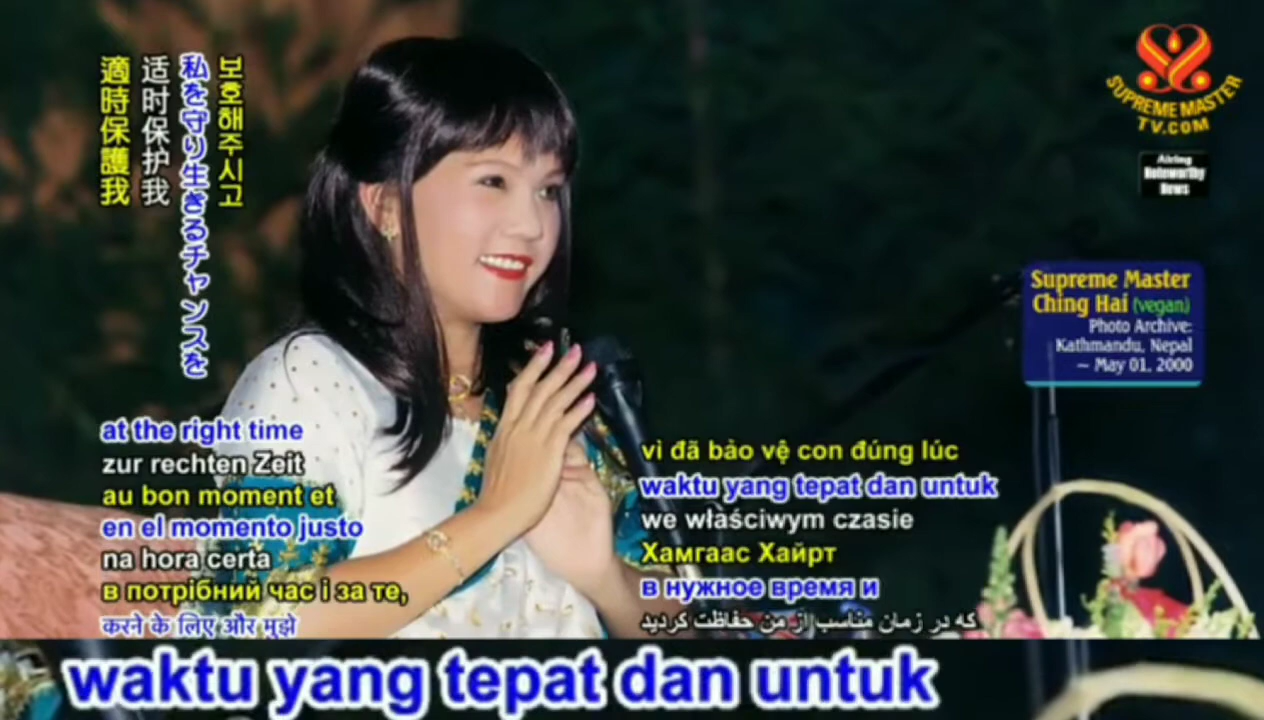 適時保護我
适时保护我
私を守り生きるチャンスを
보호해주시고
SUPREME MASTER
TV.COM
Airing
Noteworthy
News
Supreme Master
Ching Hai (vegan)
Photo Archive:
Kathmandu, Nepal
~ May 01, 2000
at the right time
zur rechten Zeit
au bon moment et
en el momento justo
na hora certa
в потрібний час і за те,
करने के लिए और मुझे
vì đã bảo vệ con đúng lúc
waktu yang tepat dan untuk
we właściwym czasie
Хамгаас Хайрт
в нужное время и
که در زمان مناسب از من حفاظت کردید
waktu yang tepat dan untuk